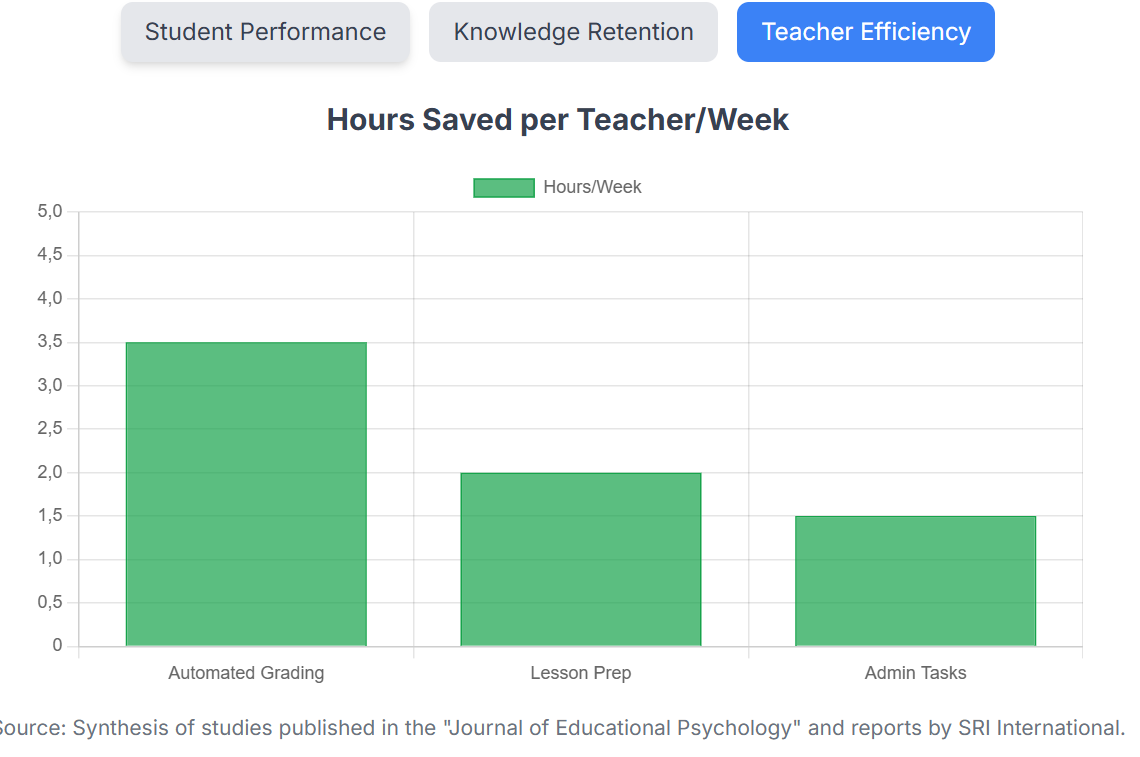 Student Performance Knowledge Retention Teacher Efficiency
Hours Saved per Teacher/Week
Hours/Week
5,0
4,5
4,0
3,5
3,0
2,5
2,0
1,5
1,0
0,5
0
Automated Grading Lesson Prep Admin Tasks
Source: Synthesis of studies published in the "Journal of Educational Psychology" and reports by SRI International.